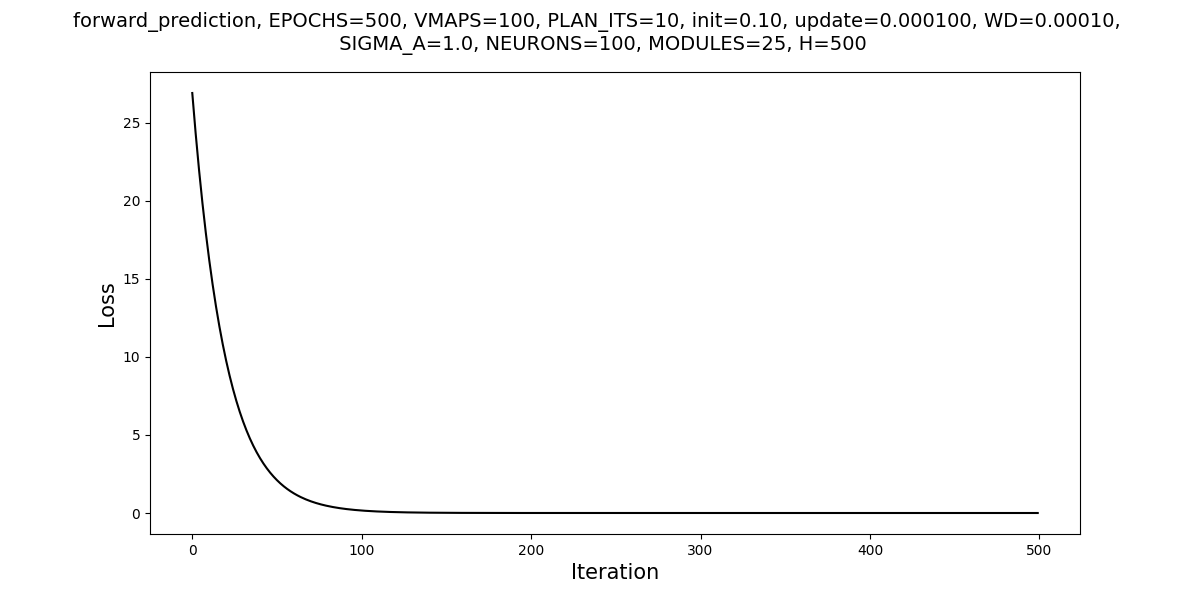 forward_prediction, EPOCHS=500, VMAPS=100, PLAN_ITS=10, init=0.10, update=0.000100, WD=0.00010,
SIGMA_A=1.0, NEURONS=100, MODULES=25, H=500
25
20
15
10
5
0
Loss
0 100 200 300 400 500
Iteration